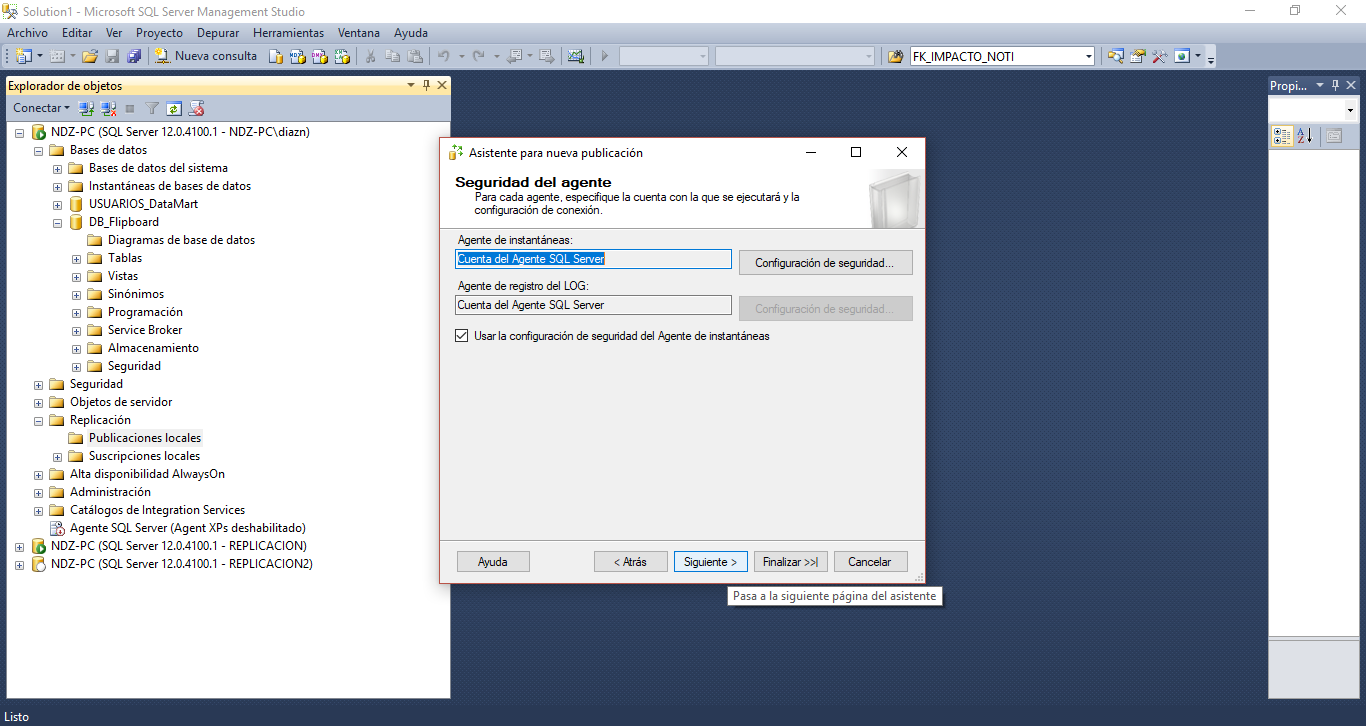 Solution1 - Microsoft SQL Server Management Studio
Archivo Editar Ver Proyecto Depurar Herramientas Ventana Ayuda
Nueva consulta FK_IMPACTO_NOTI
Explorador de objetos
Propi...
Conectar
NDZ-PC (SQL Server 12.0.4100.1 - NDZ-PC\diazn)
Bases de datos
Bases de datos del sistema
Instantáneas de bases de datos
USUARIOS_DataMart
DB_Flipboard
Diagramas de base de datos
Tablas
Vistas
Sinónimos
Programación
Service Broker
Almacenamiento
Seguridad
Seguridad
Objetos de servidor
Replicación
Publicaciones locales
Suscripciones locales
Alta disponibilidad AlwaysOn
Administración
Catálogos de Integration Services
Agente SQL Server (Agent XPs deshabilitado)
NDZ-PC (SQL Server 12.0.4100.1 - REPLICACION)
NDZ-PC (SQL Server 12.0.4100.1 - REPLICACION2)
Asistente para nueva publicación
Seguridad del agente
Para cada agente, especifique la cuenta con la que se ejecutará y la
configuración de conexión.
Agente de instantáneas:
Cuenta del Agente SQL Server
Configuración de seguridad...
Agente de registro del LOG:
Cuenta del Agente SQL Server
Configuración de seguridad...
Usar la configuración de seguridad del Agente de instantáneas
Ayuda < Atrás Siguiente > Finalizar >>| Cancelar
Pasa a la siguiente página del asistente
Listo